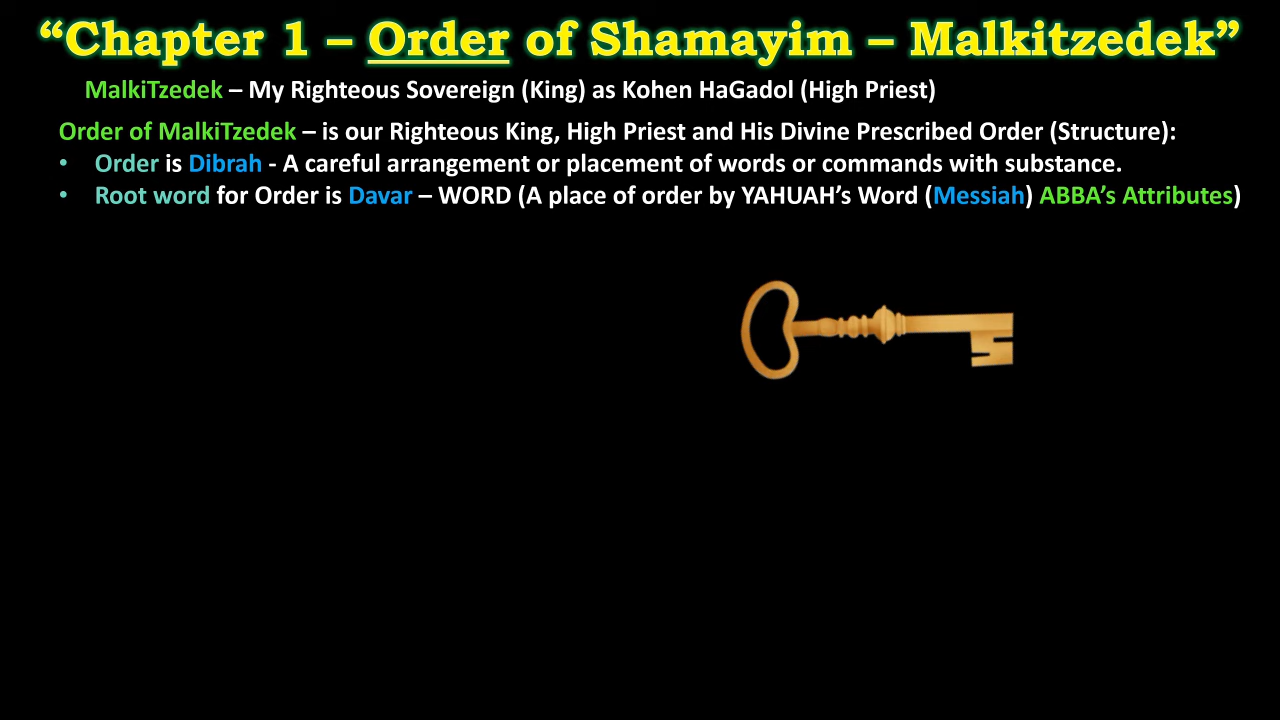 “Chapter 1 – Order of Shamayim – Malkitzedek”
MalkiTzedek – My Righteous Sovereign (King) as Kohen HaGadol (High Priest)
Order of MalkiTzedek – is our Righteous King, High Priest and His Divine Prescribed Order (Structure):
• Order is Dibrah - A careful arrangement or placement of words or commands with substance.
• Root word for Order is Davar – WORD (A place of order by YAHUAH’s Word (Messiah) ABBA’s Attributes)